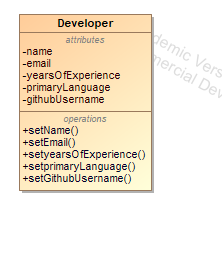 Developer
attributes
-name
-email
-yearsOfExperience
-primaryLanguage
-githubUsername
operations
+setName()
+setEmail()
+setyearsOfExperience()
+setprimaryLanguage()
+setGithubUsername()